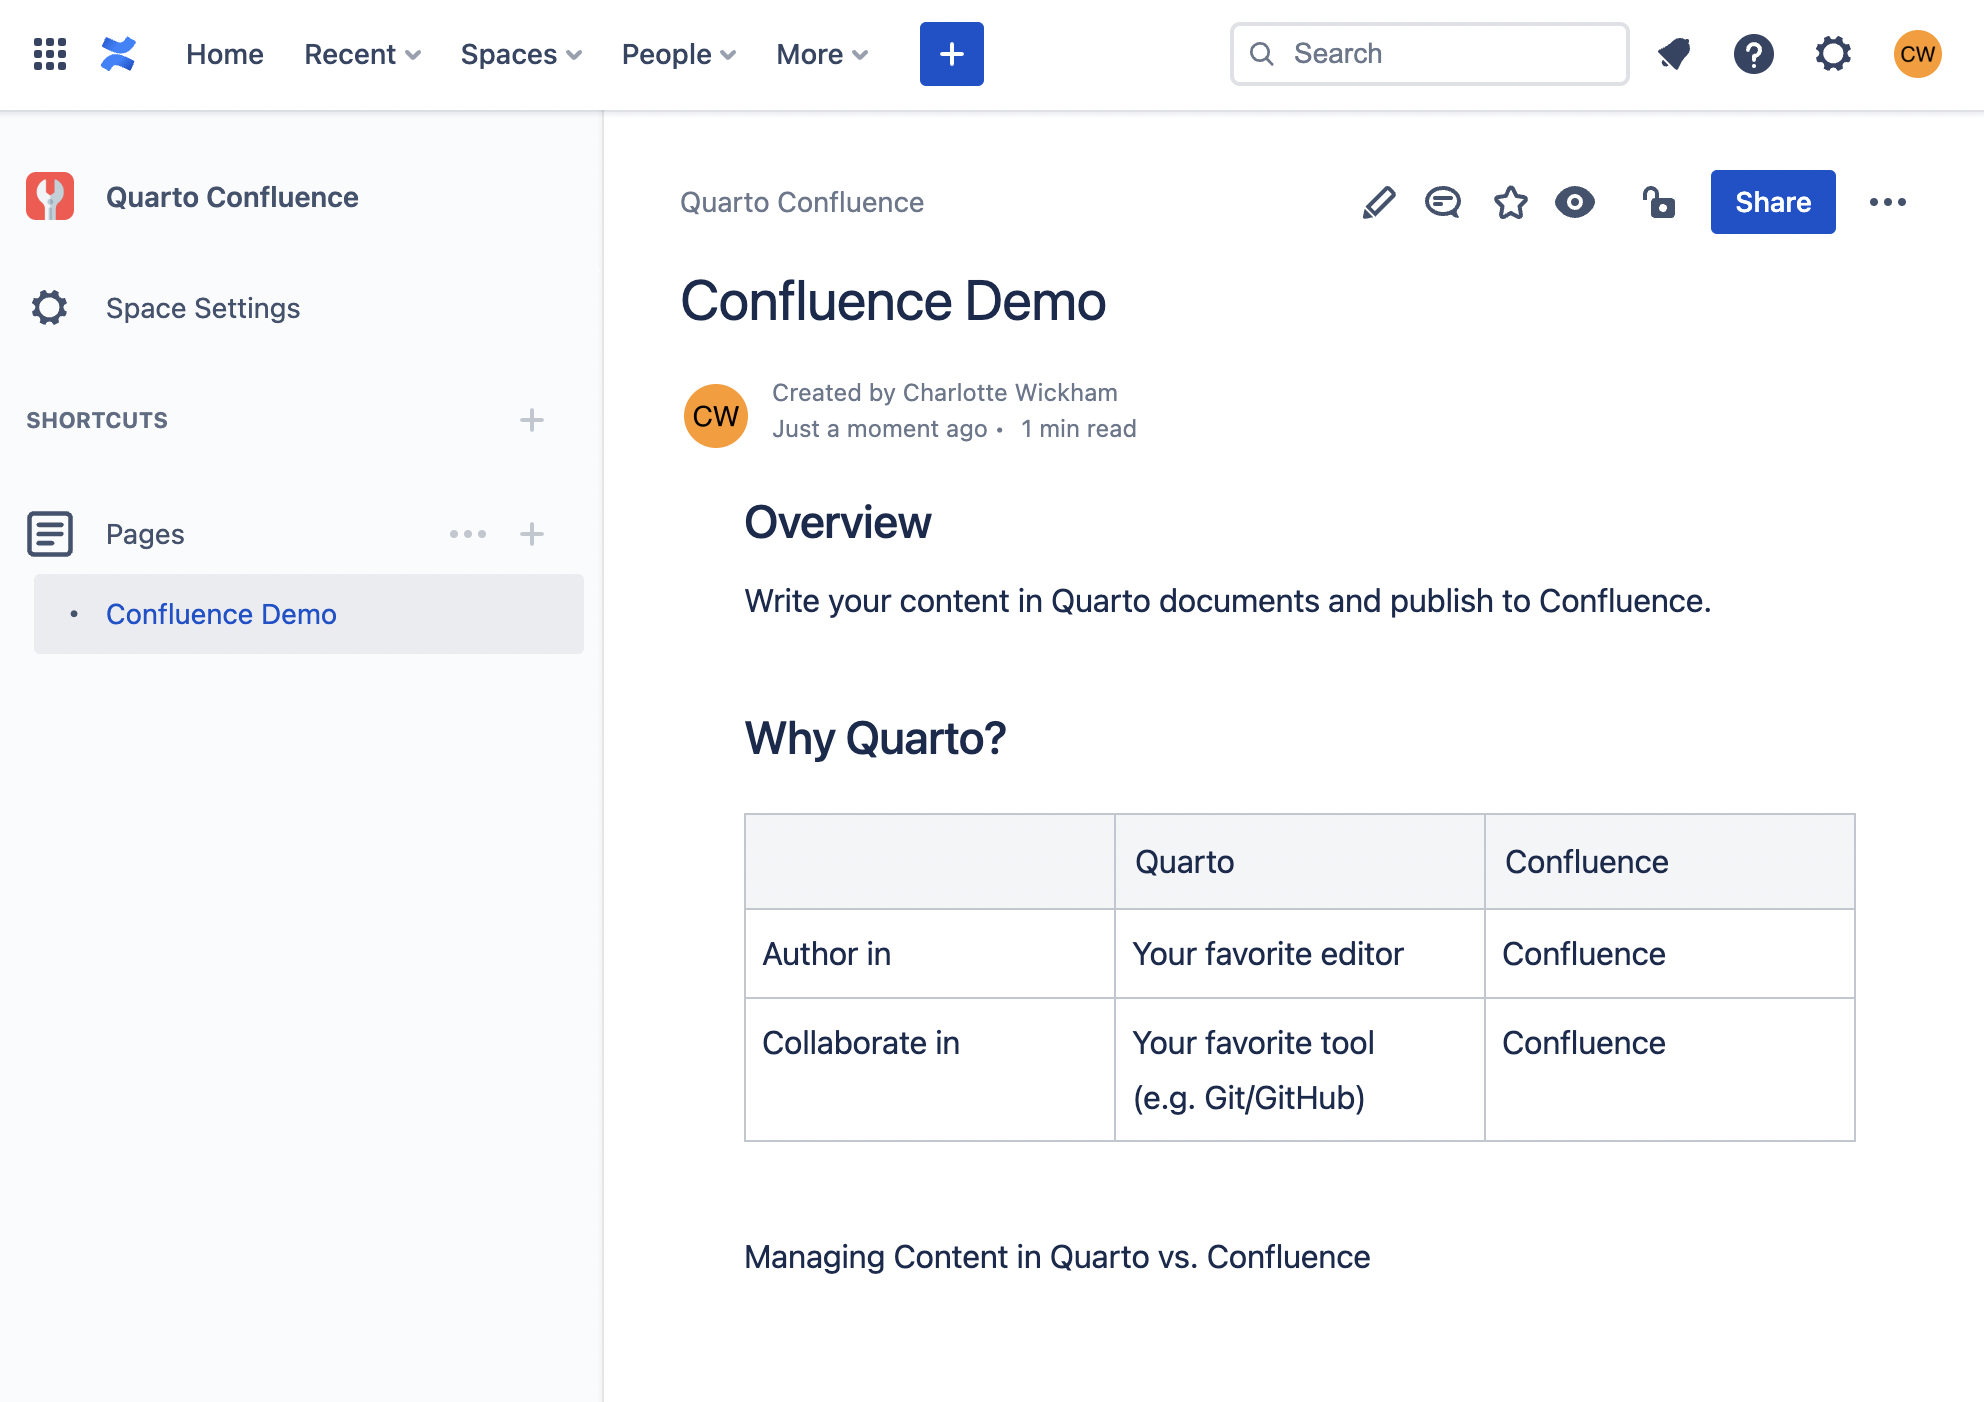 Home Recent Spaces People More Search CW
Quarto Confluence
Space Settings
SHORTCUTS
Pages
• Confluence Demo
Quarto Confluence Share
Confluence Demo
CW
Created by Charlotte Wickham
Just a moment ago • 1 min read
Overview
Write your content in Quarto documents and publish to Confluence.
Why Quarto?
Quarto Confluence
Author in Your favorite editor Confluence
Collaborate in Your favorite tool Confluence
(e.g. Git/GitHub)
Managing Content in Quarto vs. Confluence